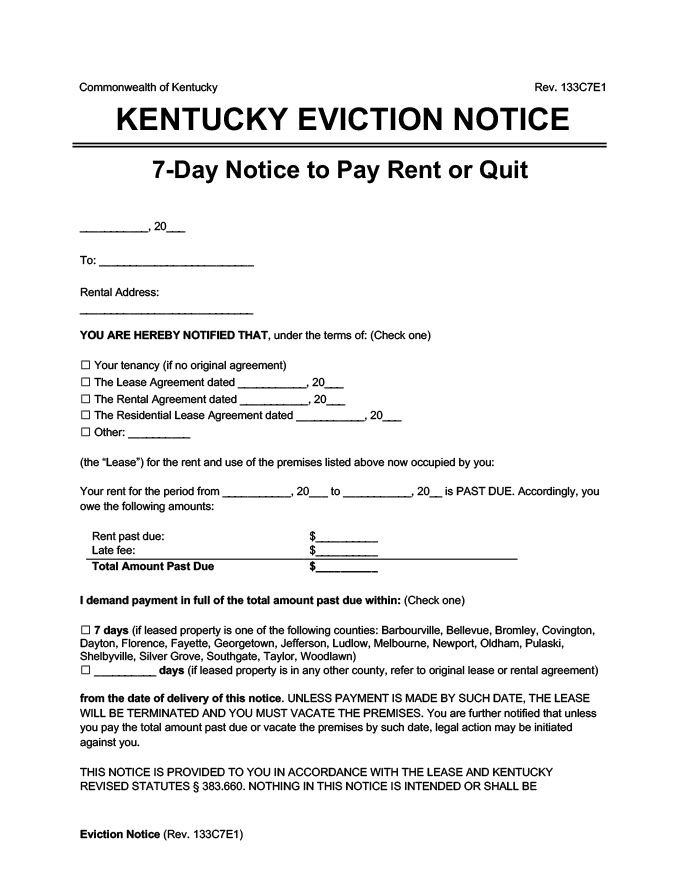 Commonwealth of Kentucky Rev. 133C7E1
KENTUCKY EVICTION NOTICE
7-Day Notice to Pay Rent or Quit
___________, 20___
To: _________________________
Rental Address:
____________________________
YOU ARE HEREBY NOTIFIED THAT, under the terms of: (Check one)
☐ Your tenancy (if no original agreement)
☐ The Lease Agreement dated ___________, 20___
☐ The Rental Agreement dated ___________, 20___
☐ The Residential Lease Agreement dated ___________, 20___
☐ Other: __________
(the “Lease”) for the rent and use of the premises listed above now occupied by you:
Your rent for the period from ___________, 20___ to ___________, 20__ is PAST DUE. Accordingly, you
owe the following amounts:
Rent past due: $__________
Late fee: $__________
Total Amount Past Due $__________
I demand payment in full of the total amount past due within: (Check one)
☐ 7 days (if leased property is one of the following counties: Barbourville, Bellevue, Bromley, Covington,
Dayton, Florence, Fayette, Georgetown, Jefferson, Ludlow, Melbourne, Newport, Oldham, Pulaski,
Shelbyville, Silver Grove, Southgate, Taylor, Woodlawn)
☐ __________ days (if leased property is in any other county, refer to original lease or rental agreement)
from the date of delivery of this notice. UNLESS PAYMENT IS MADE BY SUCH DATE, THE LEASE
WILL BE TERMINATED AND YOU MUST VACATE THE PREMISES. You are further notified that unless
you pay the total amount past due or vacate the premises by such date, legal action may be initiated
against you.
THIS NOTICE IS PROVIDED TO YOU IN ACCORDANCE WITH THE LEASE AND KENTUCKY
REVISED STATUTES § 383.660. NOTHING IN THIS NOTICE IS INTENDED OR SHALL BE
Eviction Notice (Rev. 133C7E1)